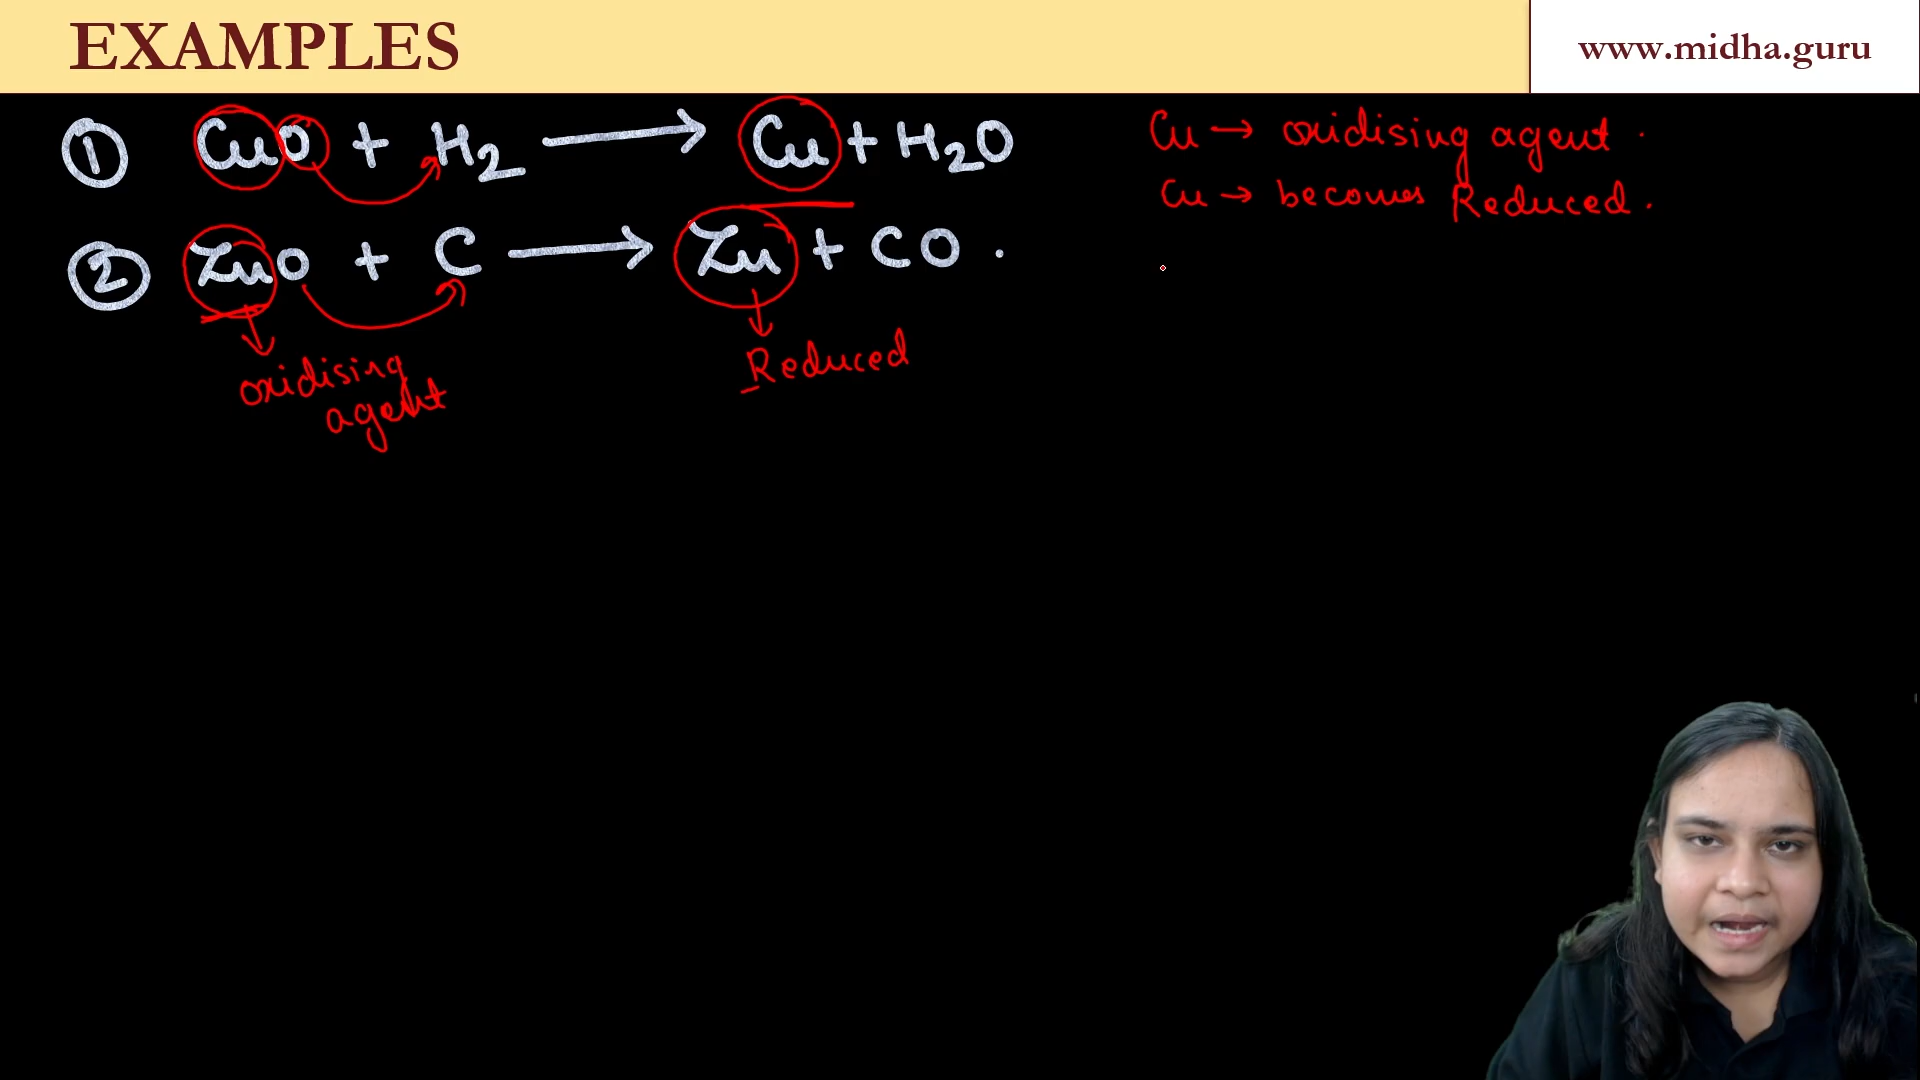 EXAMPLES
www.midha.guru
① CuO + H₂ ⟶ Cu + H₂O
Cu → oxidising agent.
Cu → becomes Reduced.
② ZnO + C ⟶ Zn + CO.
oxidising
agent
Reduced